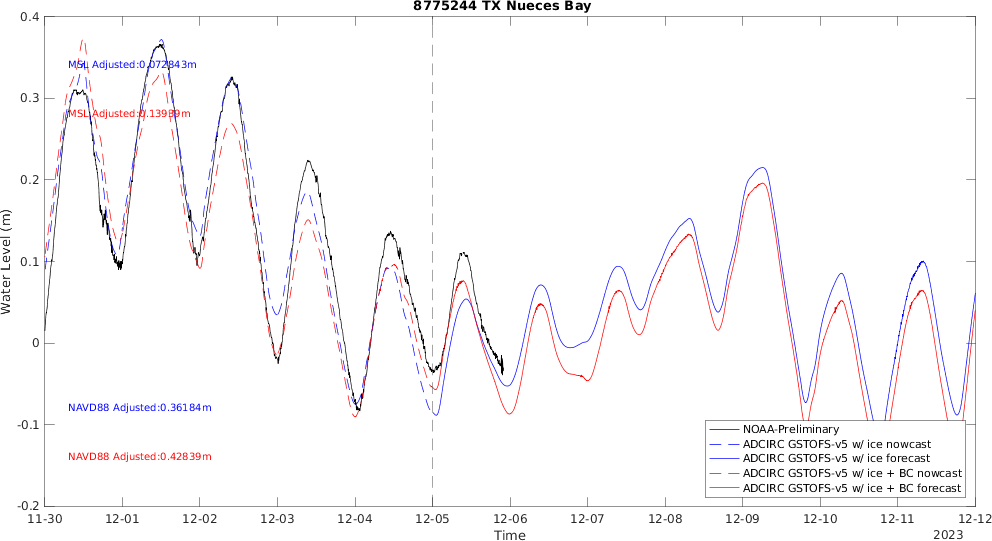 8775244 TX Nueces Bay
0.4
0.3
0.2
0.1
0
-0.1
-0.2
Water Level (m)
MSL Adjusted:0.072843m
MSL Adjusted:0.13939m
NAVD88 Adjusted:0.36184m
NAVD88 Adjusted:0.42839m
NOAA-Preliminary
ADCIRC GSTOFS-v5 w/ ice nowcast
ADCIRC GSTOFS-v5 w/ ice forecast
ADCIRC GSTOFS-v5 w/ ice + BC nowcast
ADCIRC GSTOFS-v5 w/ ice + BC forecast
11-30 12-01 12-02 12-03 12-04 12-05 12-06 12-07 12-08 12-09 12-10 12-11 12-12
Time
2023